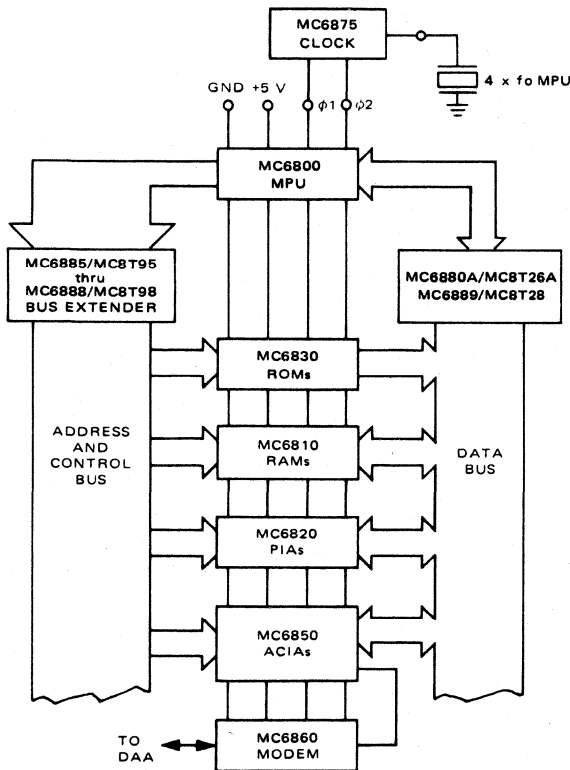 MC6875
CLOCK
4 x fo MPU
GND +5 V
φ1
φ2
MC6800
MPU
MC6885/MC8T95
thru
MC6888/MC8T98
BUS EXTENDER
MC6880A/MC8T26A
MC6889/MC8T28
MC6830
ROMs
ADDRESS
AND
CONTROL
BUS
MC6810
RAMs
DATA
BUS
MC6820
PIAs
MC6850
ACIAs
TO
DAA
MC6860
MODEM